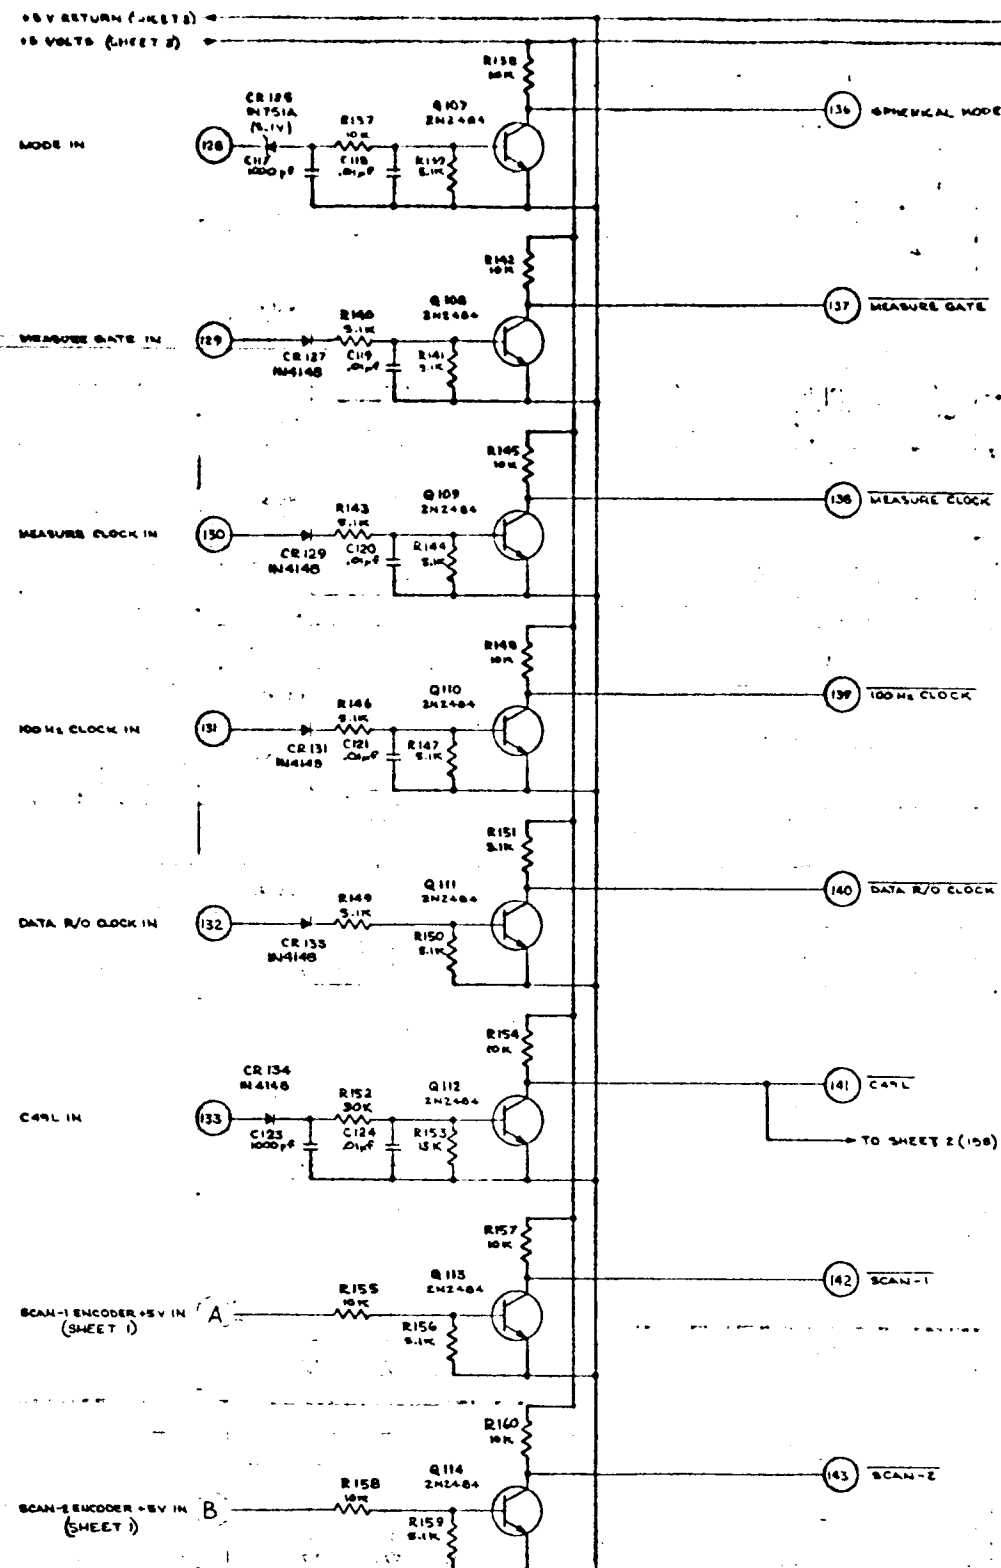 +5 V RETURN (SHEET 2)
+5 VOLTS (SHEET 2)
R138
10K
CR125
IN751A
(5.1V)
R137
10K
Q107
2N2484
136
SPHERICAL MODE
MODE IN
128
C117
1000pF
C118
.01µF
R139
5.1K
R142
10K
R140
5.1K
Q108
2N2484
137
MEASURE GATE
MEASURE GATE IN
129
CR127
IN4148
C119
.01µF
R141
5.1K
R145
10K
R143
5.1K
Q109
2N2484
138
MEASURE CLOCK
MEASURE CLOCK IN
130
CR129
IN4148
C120
.01µF
R144
5.1K
R148
10K
R146
5.1K
Q110
2N2484
139
100 Hz CLOCK
100 Hz CLOCK IN
131
CR131
IN4148
C121
.01µF
R147
5.1K
R151
5.1K
R149
5.1K
Q111
2N2484
140
DATA R/O CLOCK
DATA R/O CLOCK IN
132
CR133
IN4148
R150
5.1K
R154
10K
CR134
IN4148
R152
30K
Q112
2N2484
141
C49L
C49L IN
133
C123
1000pF
C124
.01µF
R153
15K
TO SHEET 2 (158)
R157
10K
R155
10K
Q113
2N2484
142
SCAN-1
SCAN-1 ENCODER +5V IN
(SHEET 1)
A
R156
5.1K
R160
10K
R158
10K
Q114
2N2484
143
SCAN-2
SCAN-2 ENCODER +5V IN
(SHEET 1)
B
R159
5.1K